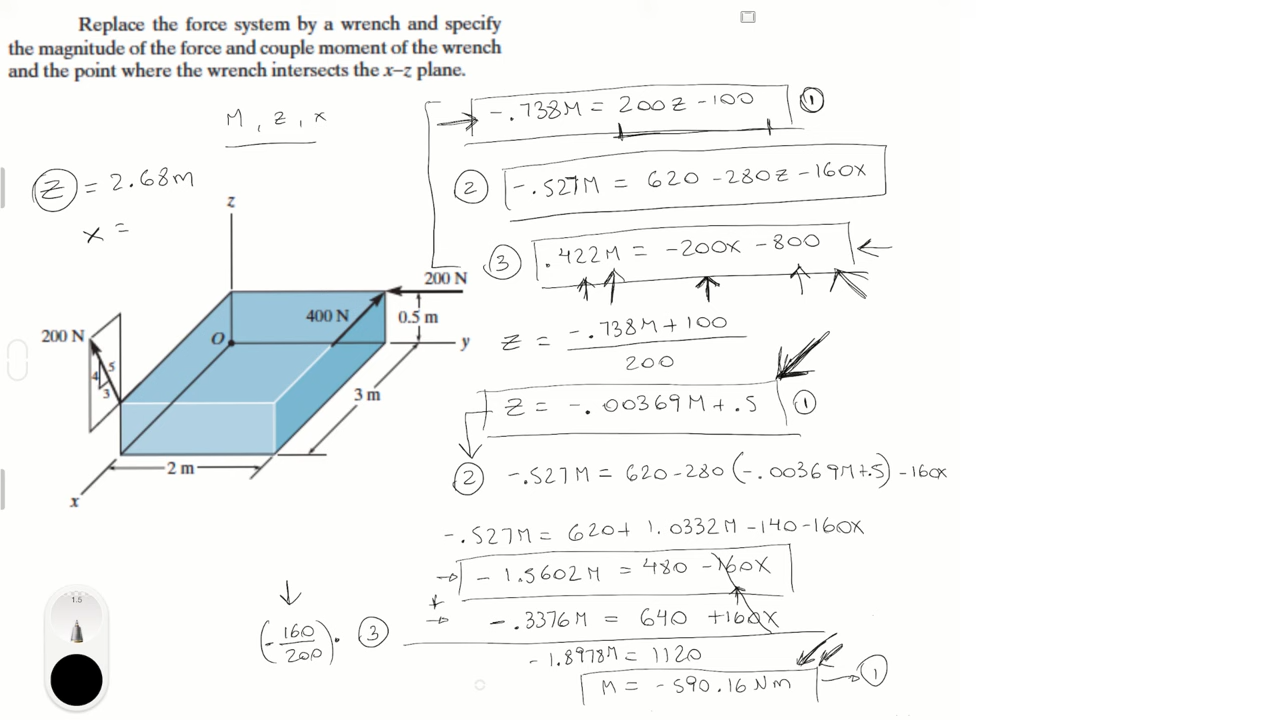 Replace the force system by a wrench and specify
the magnitude of the force and couple moment of the wrench
and the point where the wrench intersects the x–z plane.
M, z, x
-.738M = 200z - 100 ①
② -.527M = 620 - 280z - 160x
③ .422M = -200x - 800
z = 2.68m
x =
z
200 N
400 N
0.5 m
200 N
O
y
5
4
3
3 m
2 m
x
z = -.738M + 100
200
z = -.00369M + .5 ①
② -.527M = 620 - 280 (-.00369M + .5) - 160x
-.527M = 620 + 1.0332M - 140 - 160x
-1.5602M = 480 - 160x
+
-.3376M = 640 + 160x
(-160/200) · ③
-1.8978M = 1120
M = -590.16 Nm ①
1.5